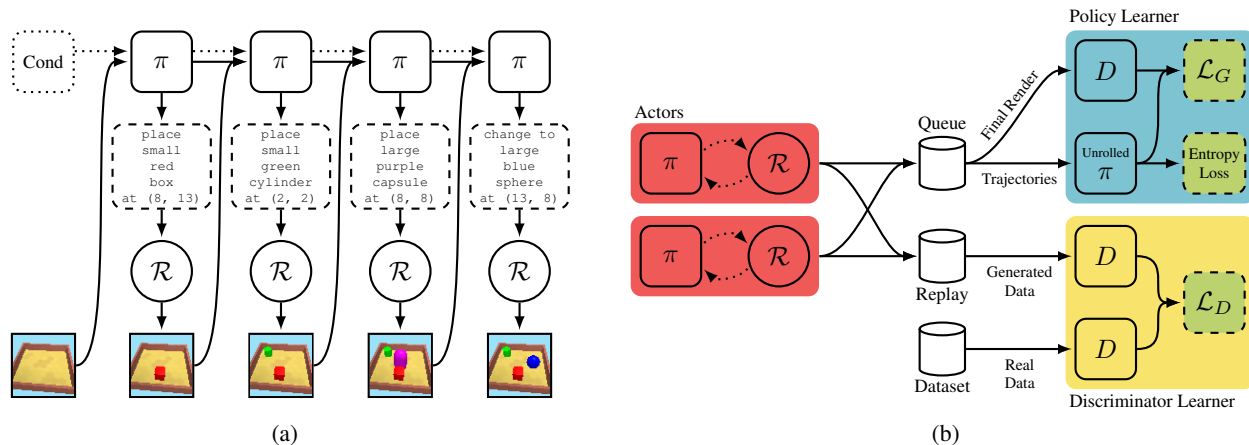 Cond
π
π
π
π
place
small
red
box
at (8, 13)
place
small
green
cylinder
at (2, 2)
place
large
purple
capsule
at (8, 8)
change to
large
blue
sphere
at (13, 8)
ℛ
ℛ
ℛ
ℛ
(a)
Policy Learner
Actors
π
ℛ
π
ℛ
Queue
Final Render
Trajectories
D
ℒ_G
Unrolled
π
Entropy
Loss
Replay
Generated
Data
D
ℒ_D
Dataset
Real
Data
D
Discriminator Learner
(b)